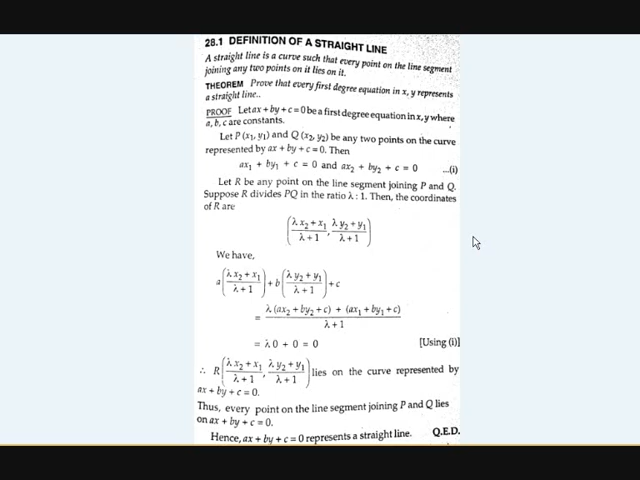 28.1 DEFINITION OF A STRAIGHT LINE
A straight line is a curve such that every point on the line segment
joining any two points on it lies on it.
THEOREM Prove that every first degree equation in x, y represents
a straight line..
PROOF Let ax + by + c = 0 be a first degree equation in x, y where
a, b, c are constants.
Let P (x₁, y₁) and Q (x₂, y₂) be any two points on the curve
represented by ax + by + c = 0. Then
ax₁ + by₁ + c = 0 and ax₂ + by₂ + c = 0 ...(i)
Let R be any point on the line segment joining P and Q.
Suppose R divides PQ in the ratio λ : 1. Then, the coordinates
of R are
((λ x₂ + x₁)/(λ + 1), (λ y₂ + y₁)/(λ + 1))
We have,
a((λ x₂ + x₁)/(λ + 1)) + b((λ y₂ + y₁)/(λ + 1)) + c
= (λ (ax₂ + by₂ + c) + (ax₁ + by₁ + c))/(λ + 1)
= λ 0 + 0 = 0 [Using (i)]
∴ R((λ x₂ + x₁)/(λ + 1), (λ y₂ + y₁)/(λ + 1)) lies on the curve represented by
ax + by + c = 0.
Thus, every point on the line segment joining P and Q lies
on ax + by + c = 0.
Hence, ax + by + c = 0 represents a straight line. Q.E.D.